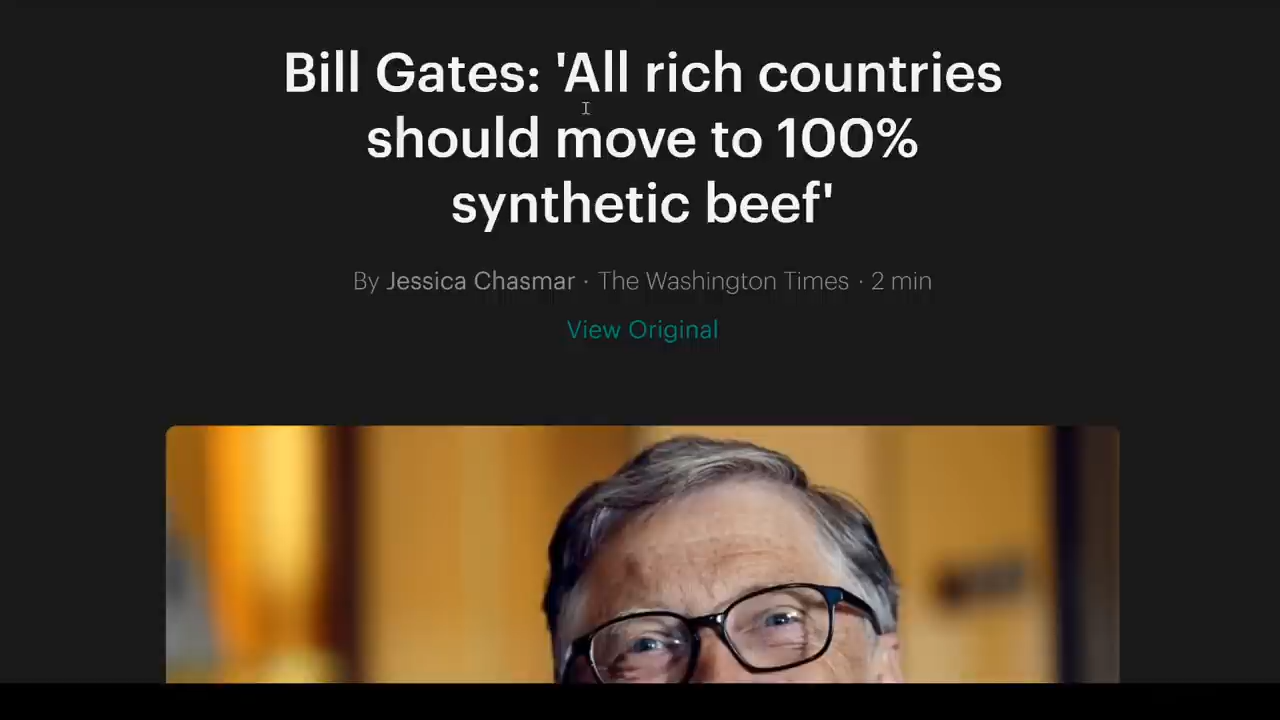 Bill Gates: 'All rich countries
should move to 100%
synthetic beef'
By Jessica Chasmar · The Washington Times · 2 min
View Original